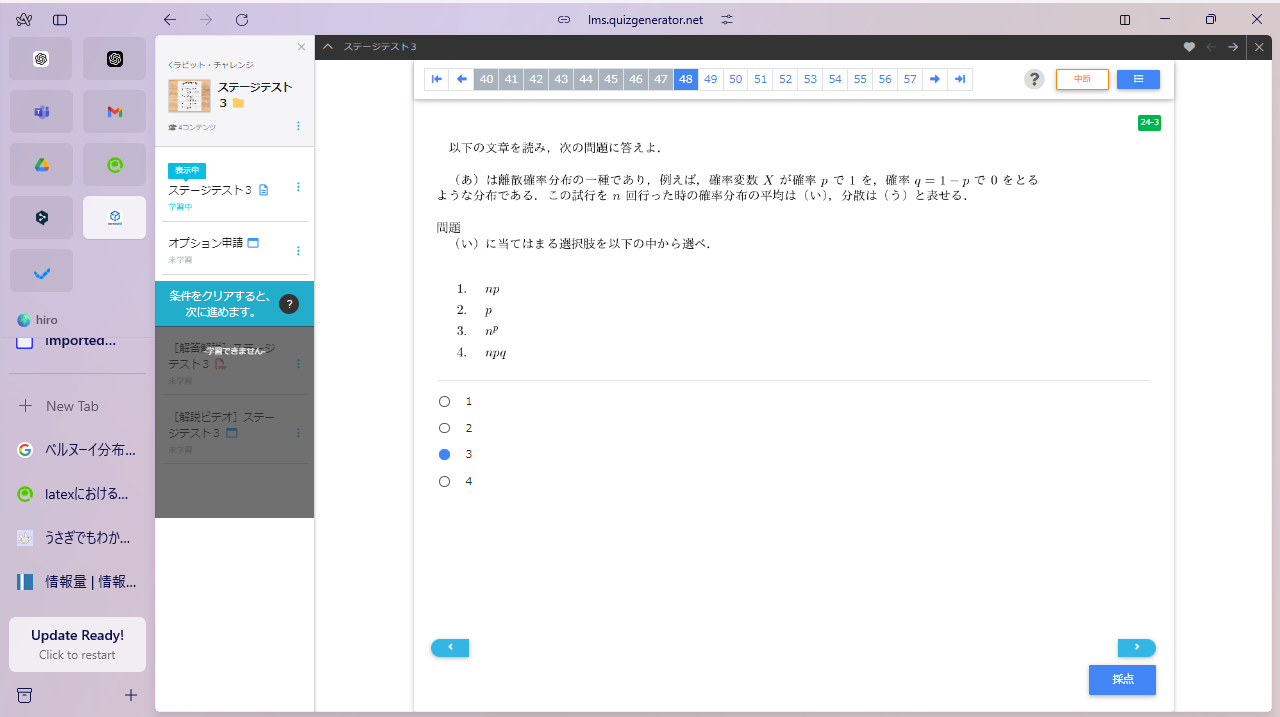 lms.quizgenerator.net
hiro
Imported...
New Tab
ベルヌーイ分布...
latexにおける...
うさぎでもわか...
情報量 | 情報...
Update Ready!
Click to restart
ラビット・チャレンジ
ステージテスト
3
4コンテンツ
表示中
ステージテスト3
学習中
オプション申請
未学習
条件をクリアすると、
次に進めます。
?
［解答解説］ステージ
テスト3
-学習できません-
未学習
［解説ビデオ］ステー
ジテスト3
未学習
ステージテスト3
40 41 42 43 44 45 46 47 48 49 50 51 52 53 54 55 56 57
?
中断
24-3
以下の文章を読み，次の問題に答えよ．
（あ）は離散確率分布の一種であり，例えば，確率変数 X が確率 p で 1 を，確率 q = 1 − p で 0 をとる
ような分布である．この試行を n 回行った時の確率分布の平均は（い），分散は（う）と表せる．
問題
（い）に当てはまる選択肢を以下の中から選べ．
1. np
2. p
3. n^p
4. npq
1
2
3
4
採点